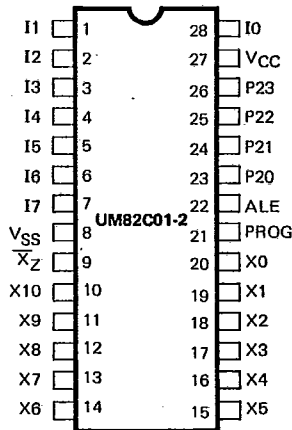 I1 1 28 I0
I2 2 27 VCC
I3 3 26 P23
I4 4 25 P22
I5 5 24 P21
I6 6 23 P20
I7 7 22 ALE
UM82C01-2
VSS 8 21 PROG
X̅Z 9 20 X0
X10 10 19 X1
X9 11 18 X2
X8 12 17 X3
X7 13 16 X4
X6 14 15 X5